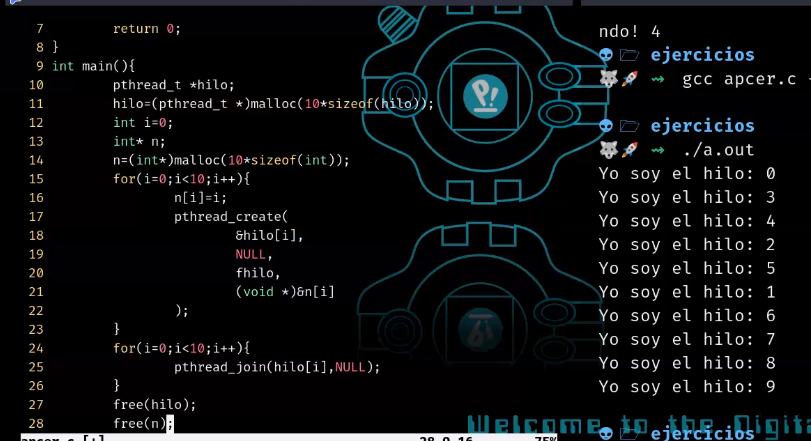 7 return 0;
8 }
9 int main(){
10 pthread_t *hilo;
11 hilo=(pthread_t *)malloc(10*sizeof(hilo));
12 int i=0;
13 int* n;
14 n=(int*)malloc(10*sizeof(int));
15 for(i=0;i<10;i++){
16 n[i]=i;
17 pthread_create(
18 &hilo[i],
19 NULL,
20 fhilo,
21 (void *)&n[i]
22 );
23 }
24 for(i=0;i<10;i++){
25 pthread_join(hilo[i],NULL);
26 }
27 free(hilo);
28 free(n);
apcer.c [+] 28,0-16 75%
ndo! 4
ejercicios
⇝ gcc apcer.c -
ejercicios
⇝ ./a.out
Yo soy el hilo: 0
Yo soy el hilo: 3
Yo soy el hilo: 4
Yo soy el hilo: 2
Yo soy el hilo: 5
Yo soy el hilo: 1
Yo soy el hilo: 6
Yo soy el hilo: 7
Yo soy el hilo: 8
Yo soy el hilo: 9
Welcome to the Digita
ejercicios